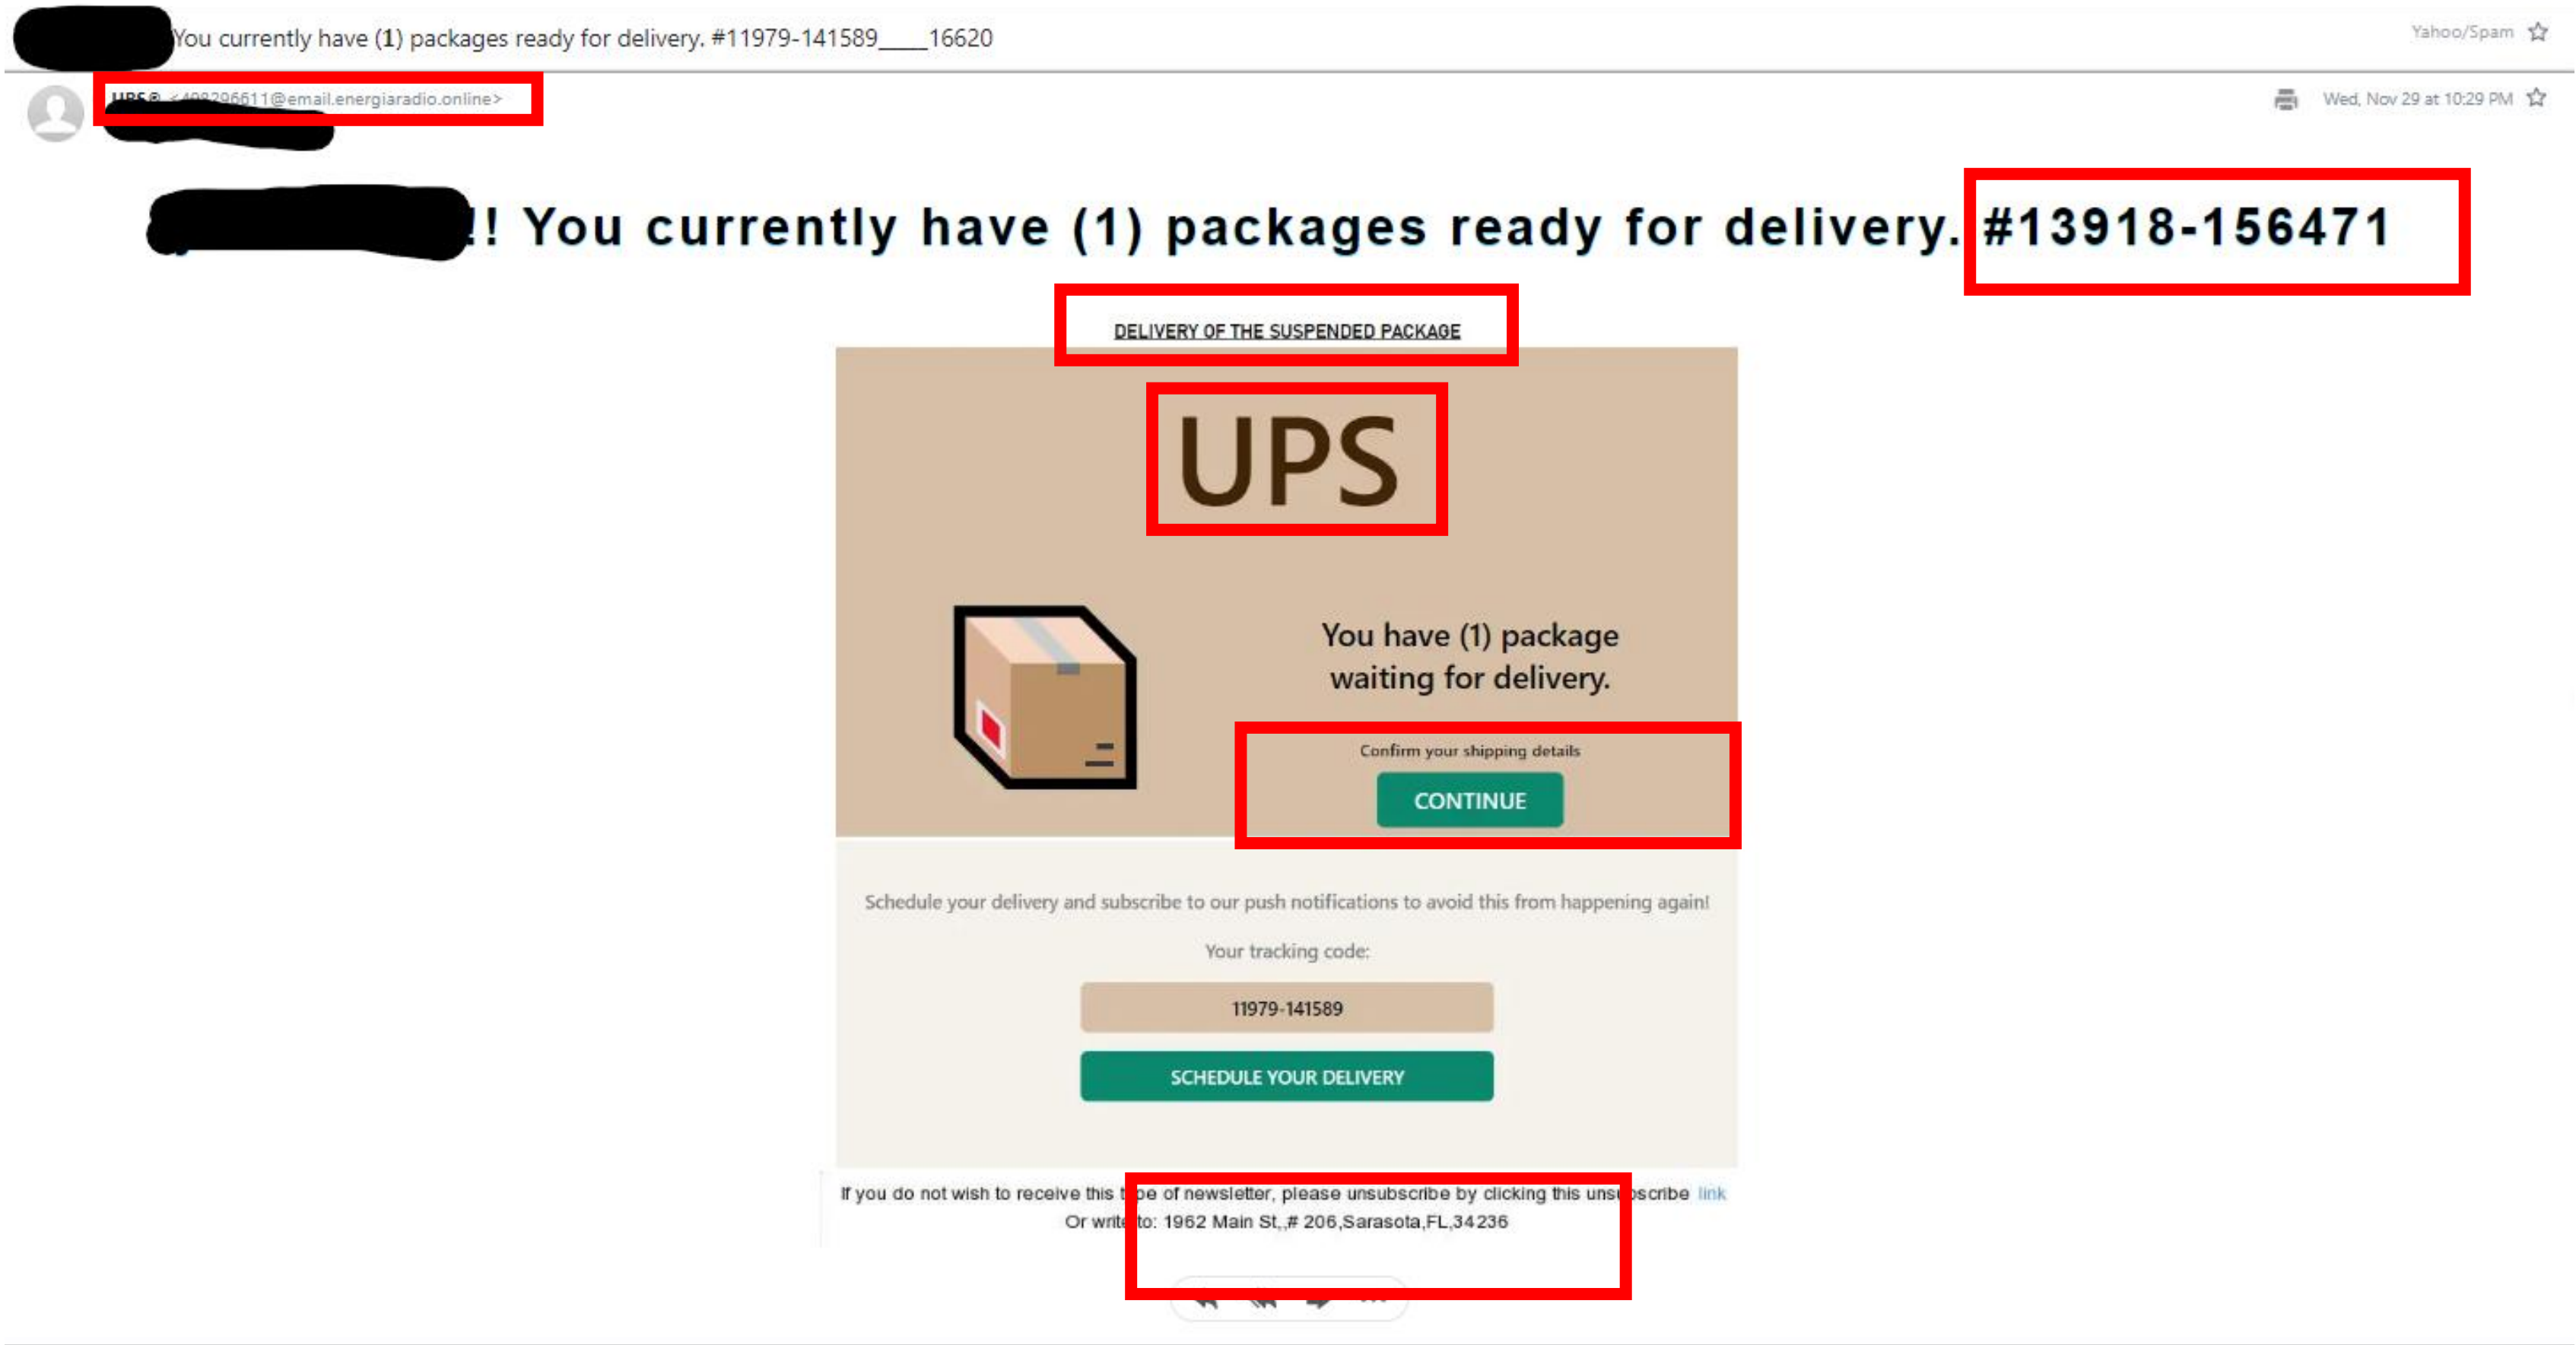 You currently have (1) packages ready for delivery. #11979-141589____16620
Yahoo/Spam
UPS® <498296611@email.energiaradio.online>
Wed, Nov 29 at 10:29 PM
!! You currently have (1) packages ready for delivery. #13918-156471
DELIVERY OF THE SUSPENDED PACKAGE
UPS
You have (1) package
waiting for delivery.
Confirm your shipping details
CONTINUE
Schedule your delivery and subscribe to our push notifications to avoid this from happening again!
Your tracking code:
11979-141589
SCHEDULE YOUR DELIVERY
If you do not wish to receive this type of newsletter, please unsubscribe by clicking this unsubscribe link
Or write to: 1962 Main St,,# 206,Sarasota,FL,34236